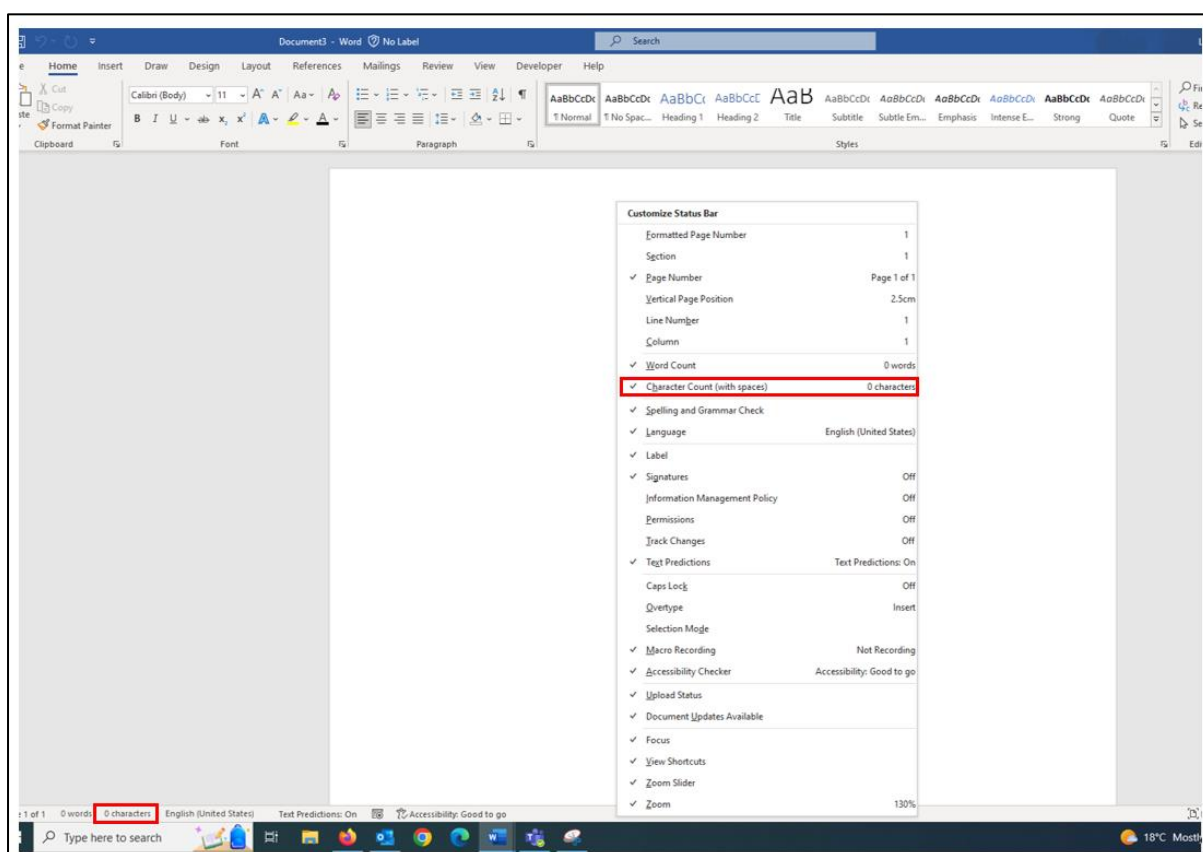 Document3 - Word No Label
Search
Home Insert Draw Design Layout References Mailings Review View Developer Help
Cut
Copy
Format Painter
Calibri (Body) 11 A A Aa A
B I U ab x, x² A A
AaBbCcDc AaBbCcDc AaBbCc AaBbCcD AaB AaBbCcDc AaBbCcDc AaBbCcDc AaBbCcDc AaBbCcDc AaBbCcDc
¶ Normal ¶ No Spac... Heading 1 Heading 2 Title Subtitle Subtle Em... Emphasis Intense E... Strong Quote
Clipboard Font Paragraph Styles
Customize Status Bar
Formatted Page Number 1
Section 1
Page Number Page 1 of 1
Vertical Page Position 2.5cm
Line Number 1
Column 1
Word Count 0 words
Character Count (with spaces) 0 characters
Spelling and Grammar Check
Language English (United States)
Label
Signatures Off
Information Management Policy Off
Permissions Off
Track Changes Off
Text Predictions Text Predictions: On
Caps Lock Off
Overtype Insert
Selection Mode
Macro Recording Not Recording
Accessibility Checker Accessibility: Good to go
Upload Status
Document Updates Available
Focus
View Shortcuts
Zoom Slider
Zoom 130%
1 of 1 0 words 0 characters English (United States) Text Predictions: On Accessibility: Good to go
Type here to search 18°C Mostly